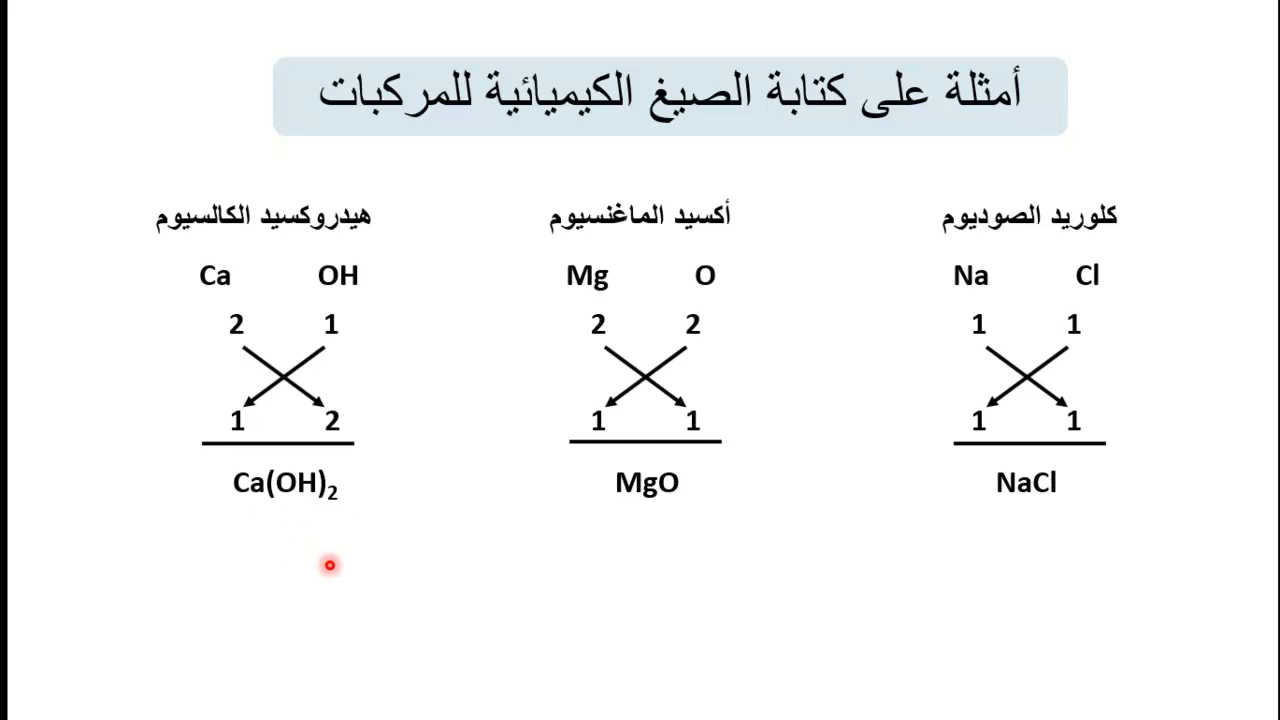 أمثلة على كتابة الصيغ الكيميائية للمركبات
كلوريد الصوديوم
Na Cl
1 1
1 1
NaCl
أكسيد الماغنسيوم
Mg O
2 2
1 1
MgO
هيدروكسيد الكالسيوم
Ca OH
2 1
1 2
Ca(OH)₂